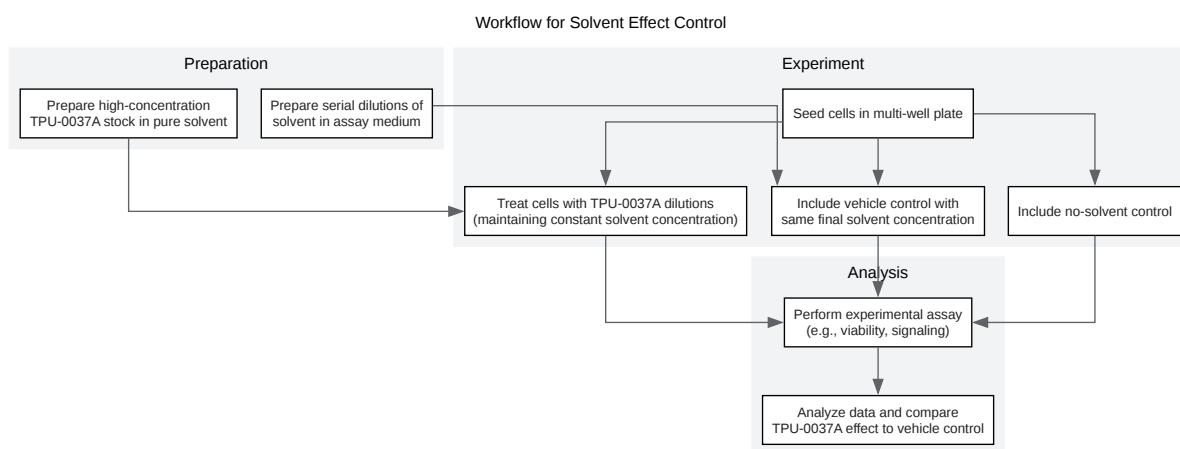 Workflow for Solvent Effect Control
Preparation
Prepare high-concentration
TPU-0037A stock in pure solvent
Prepare serial dilutions of
solvent in assay medium
Experiment
Seed cells in multi-well plate
Treat cells with TPU-0037A dilutions
(maintaining constant solvent concentration)
Include vehicle control with
same final solvent concentration
Include no-solvent control
Analysis
Perform experimental assay
(e.g., viability, signaling)
Analyze data and compare
TPU-0037A effect to vehicle control